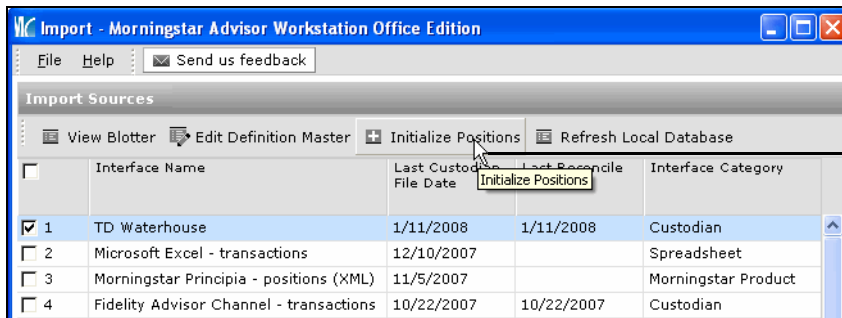 Import - Morningstar Advisor Workstation Office Edition
File Help Send us feedback
Import Sources
View Blotter Edit Definition Master Initialize Positions Refresh Local Database
Interface Name Last Custodian File Date Last Reconcile Interface Category
Initialize Positions
1 TD Waterhouse 1/11/2008 1/11/2008 Custodian
2 Microsoft Excel - transactions 12/10/2007 Spreadsheet
3 Morningstar Principia - positions (XML) 11/5/2007 Morningstar Product
4 Fidelity Advisor Channel - transactions 10/22/2007 10/22/2007 Custodian